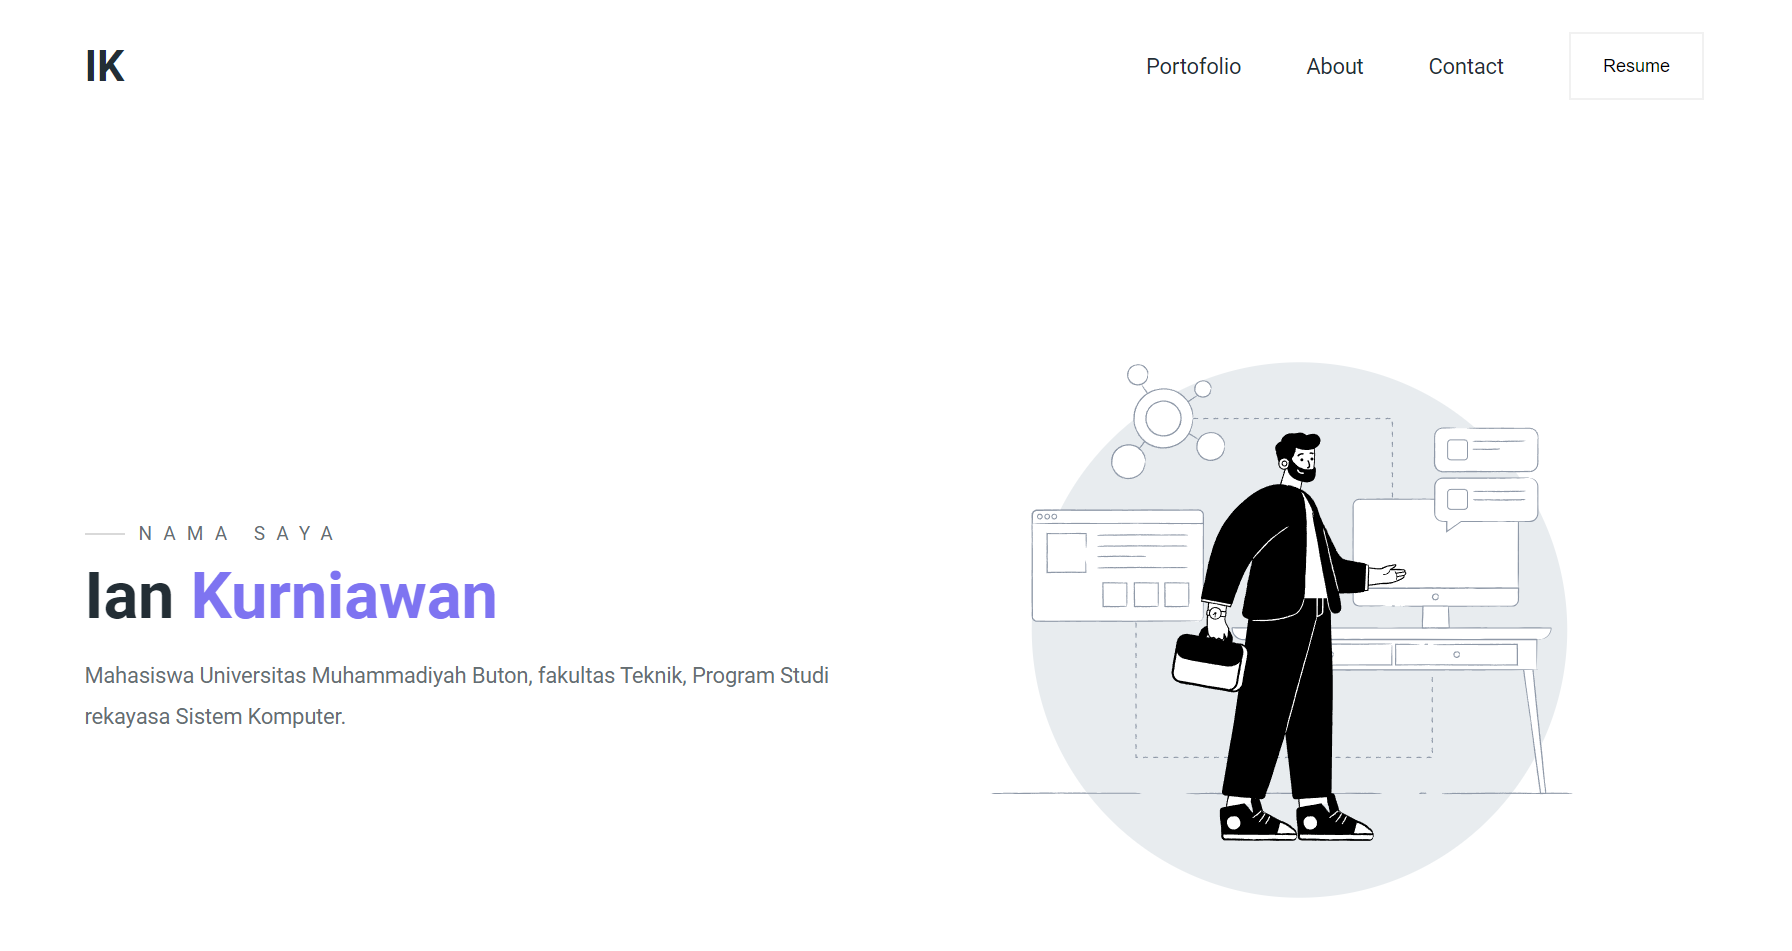 IK
Portofolio
About
Contact
Resume
NAMA SAYA
Ian Kurniawan
Mahasiswa Universitas Muhammadiyah Buton, fakultas Teknik, Program Studi
rekayasa Sistem Komputer.